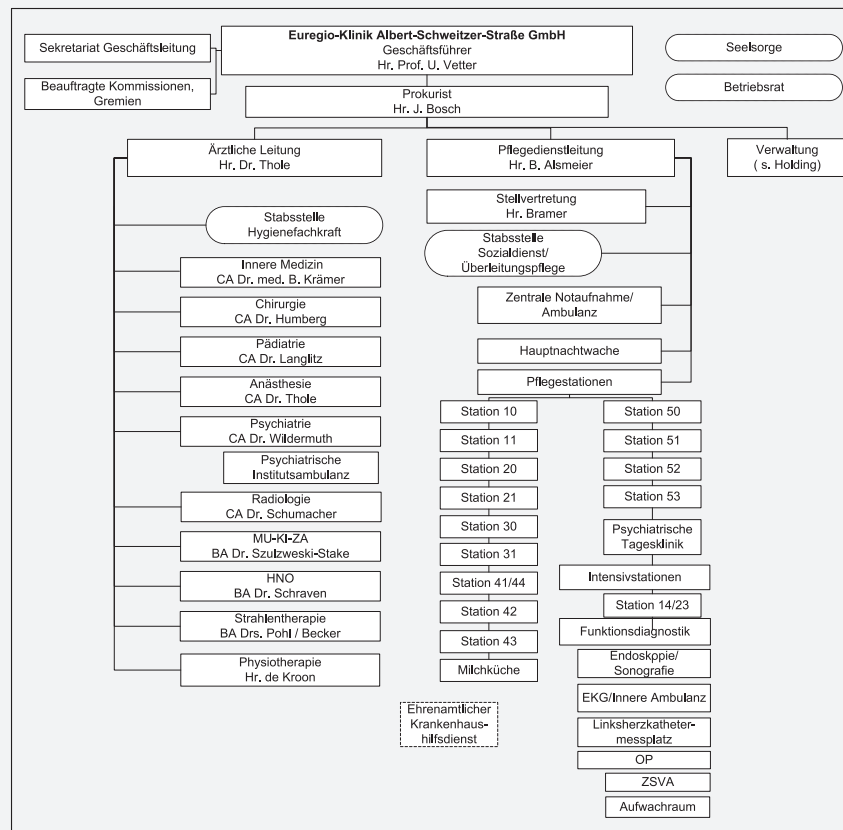 Euregio-Klinik Albert-Schweitzer-Straße GmbH
Geschäftsführer
Hr. Prof. U. Vetter
Sekretariat Geschäftsleitung
Beauftragte Kommissionen,
Gremien
Seelsorge
Betriebsrat
Prokurist
Hr. J. Bosch
Ärztliche Leitung
Hr. Dr. Thole
Pflegedienstleitung
Hr. B. Alsmeier
Verwaltung
( s. Holding)
Stabsstelle
Hygienefachkraft
Innere Medizin
CA Dr. med. B. Krämer
Chirurgie
CA Dr. Humberg
Pädiatrie
CA Dr. Langlitz
Anästhesie
CA Dr. Thole
Psychiatrie
CA Dr. Wildermuth
Psychiatrische
Institutsambulanz
Radiologie
CA Dr. Schumacher
MU-KI-ZA
BA Dr. Szulzweski-Stake
HNO
BA Dr. Schraven
Strahlentherapie
BA Drs. Pohl / Becker
Physiotherapie
Hr. de Kroon
Stellvertretung
Hr. Bramer
Stabsstelle
Sozialdienst/
Überleitungspflege
Zentrale Notaufnahme/
Ambulanz
Hauptnachtwache
Pflegestationen
Station 10
Station 11
Station 20
Station 21
Station 30
Station 31
Station 41/44
Station 42
Station 43
Milchküche
Station 50
Station 51
Station 52
Station 53
Psychiatrische
Tagesklinik
Intensivstationen
Station 14/23
Funktionsdiagnostik
Endoskopie/
Sonografie
EKG/Innere Ambulanz
Linksherzkatheter-
messplatz
OP
ZSVA
Aufwachraum
Ehrenamtlicher
Krankenhaus-
hilfsdienst